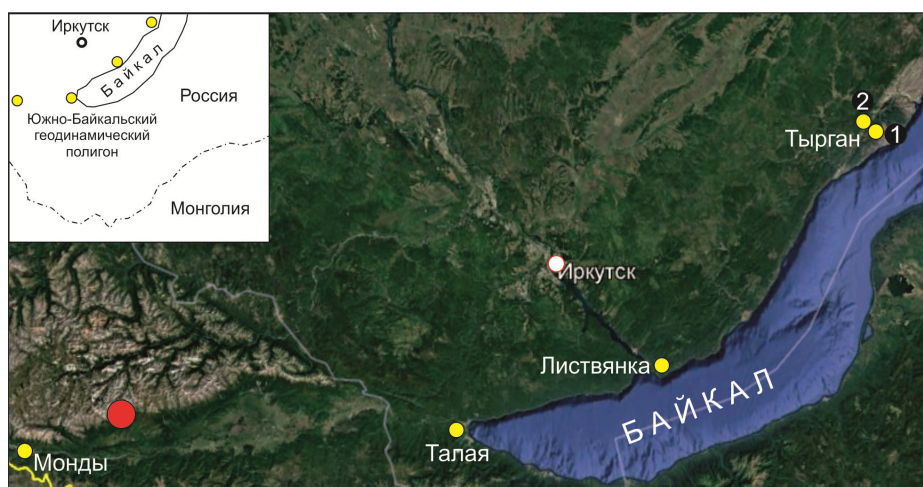 Иркутск
Байкал
Россия
Южно-Байкальский
геодинамический
полигон
Монголия
2
1
Тырган
Иркутск
Листвянка
БАЙКАЛ
Талая
Монды